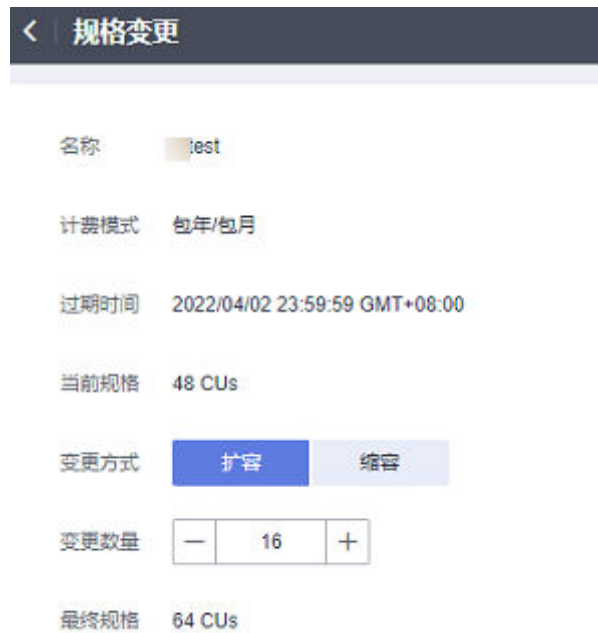 规格变更
名称 test
计费模式 包年/包月
过期时间 2022/04/02 23:59:59 GMT+08:00
当前规格 48 CUs
变更方式 扩容 缩容
变更数量 — 16 +
最终规格 64 CUs